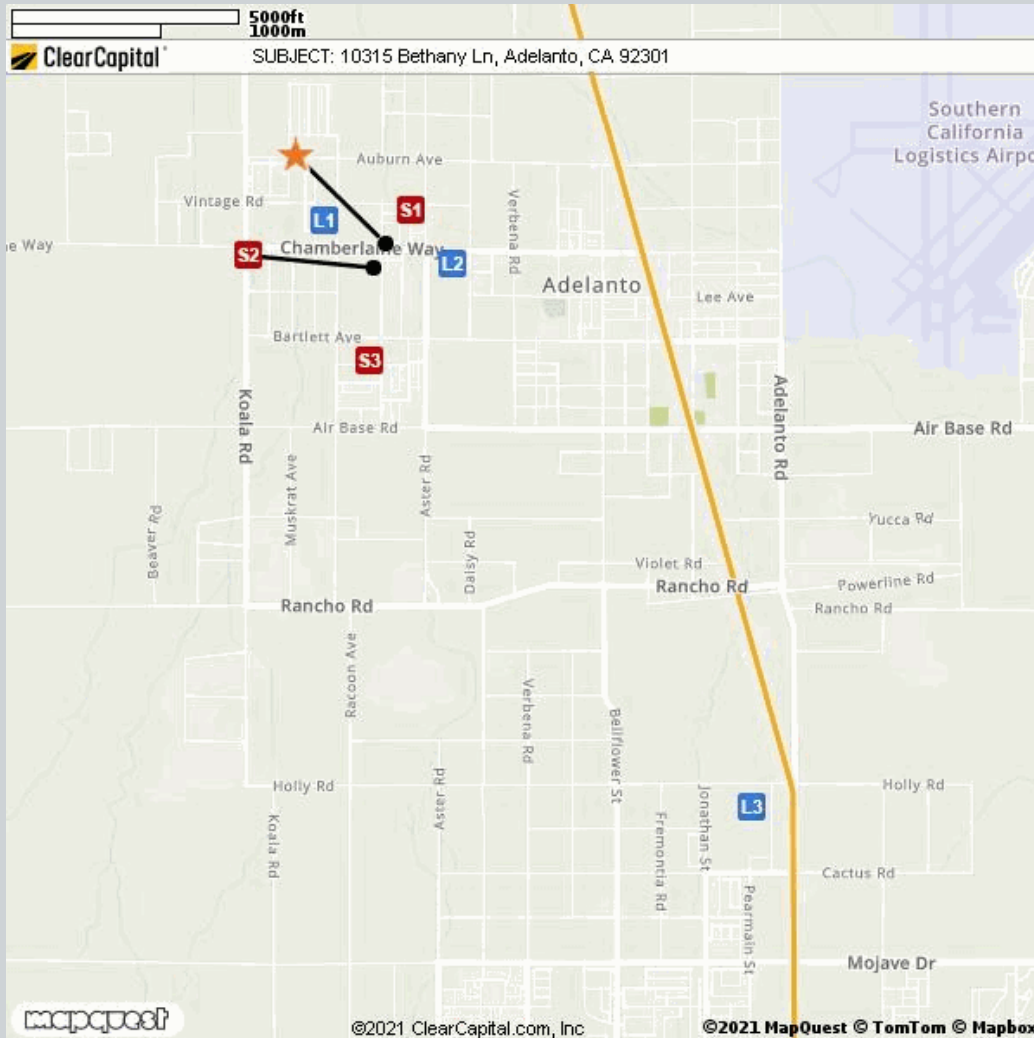 5000ft
1000m
ClearCapital
SUBJECT: 10315 Bethany Ln, Adelanto, CA 92301
Southern
California
Logistics Airpo
Auburn Ave
Vintage Rd
Verbena Rd
L1
S1
e Way
S2
Chamberlaine Way
L2
Adelanto
Lee Ave
Bartlett Ave
S3
Koala Rd
Adelanto Rd
Air Base Rd
Air Base Rd
Muskrat Ave
Aster Rd
Beaver Rd
Daisy Rd
Yucca Rd
Violet Rd
Rancho Rd
Powerline Rd
Rancho Rd
Rancho Rd
Racoon Ave
Verbena Rd
Bellflower St
Aster Rd
Holly Rd
Jonathan St
L3
Holly Rd
Koala Rd
Fremontia Rd
Cactus Rd
Pearmain St
Mojave Dr
mapquest
©2021 ClearCapital.com, Inc
©2021 MapQuest © TomTom © Mapbox